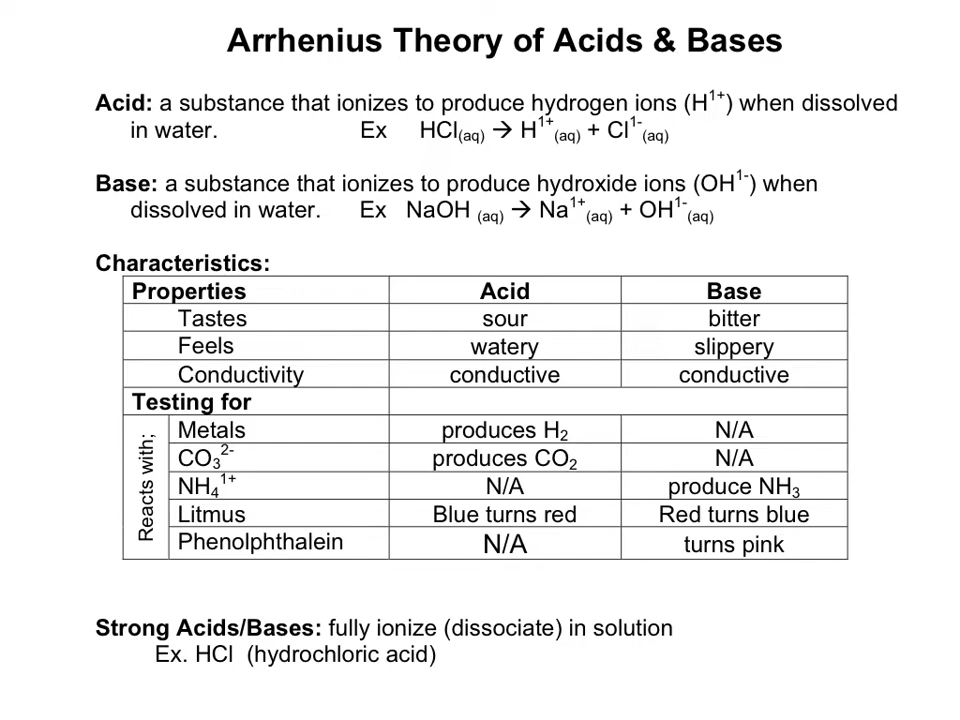 Arrhenius Theory of Acids & Bases
Acid: a substance that ionizes to produce hydrogen ions (H¹⁺) when dissolved
in water. Ex HCl(aq) → H¹⁺(aq) + Cl¹⁻(aq)
Base: a substance that ionizes to produce hydroxide ions (OH¹⁻) when
dissolved in water. Ex NaOH (aq) → Na¹⁺(aq) + OH¹⁻(aq)
Characteristics:
Properties Acid Base
Tastes sour bitter
Feels watery slippery
Conductivity conductive conductive
Testing for
Reacts with;
Metals produces H₂ N/A
CO₃²⁻ produces CO₂ N/A
NH₄¹⁺ N/A produce NH₃
Litmus Blue turns red Red turns blue
Phenolphthalein N/A turns pink
Strong Acids/Bases: fully ionize (dissociate) in solution
Ex. HCl (hydrochloric acid)